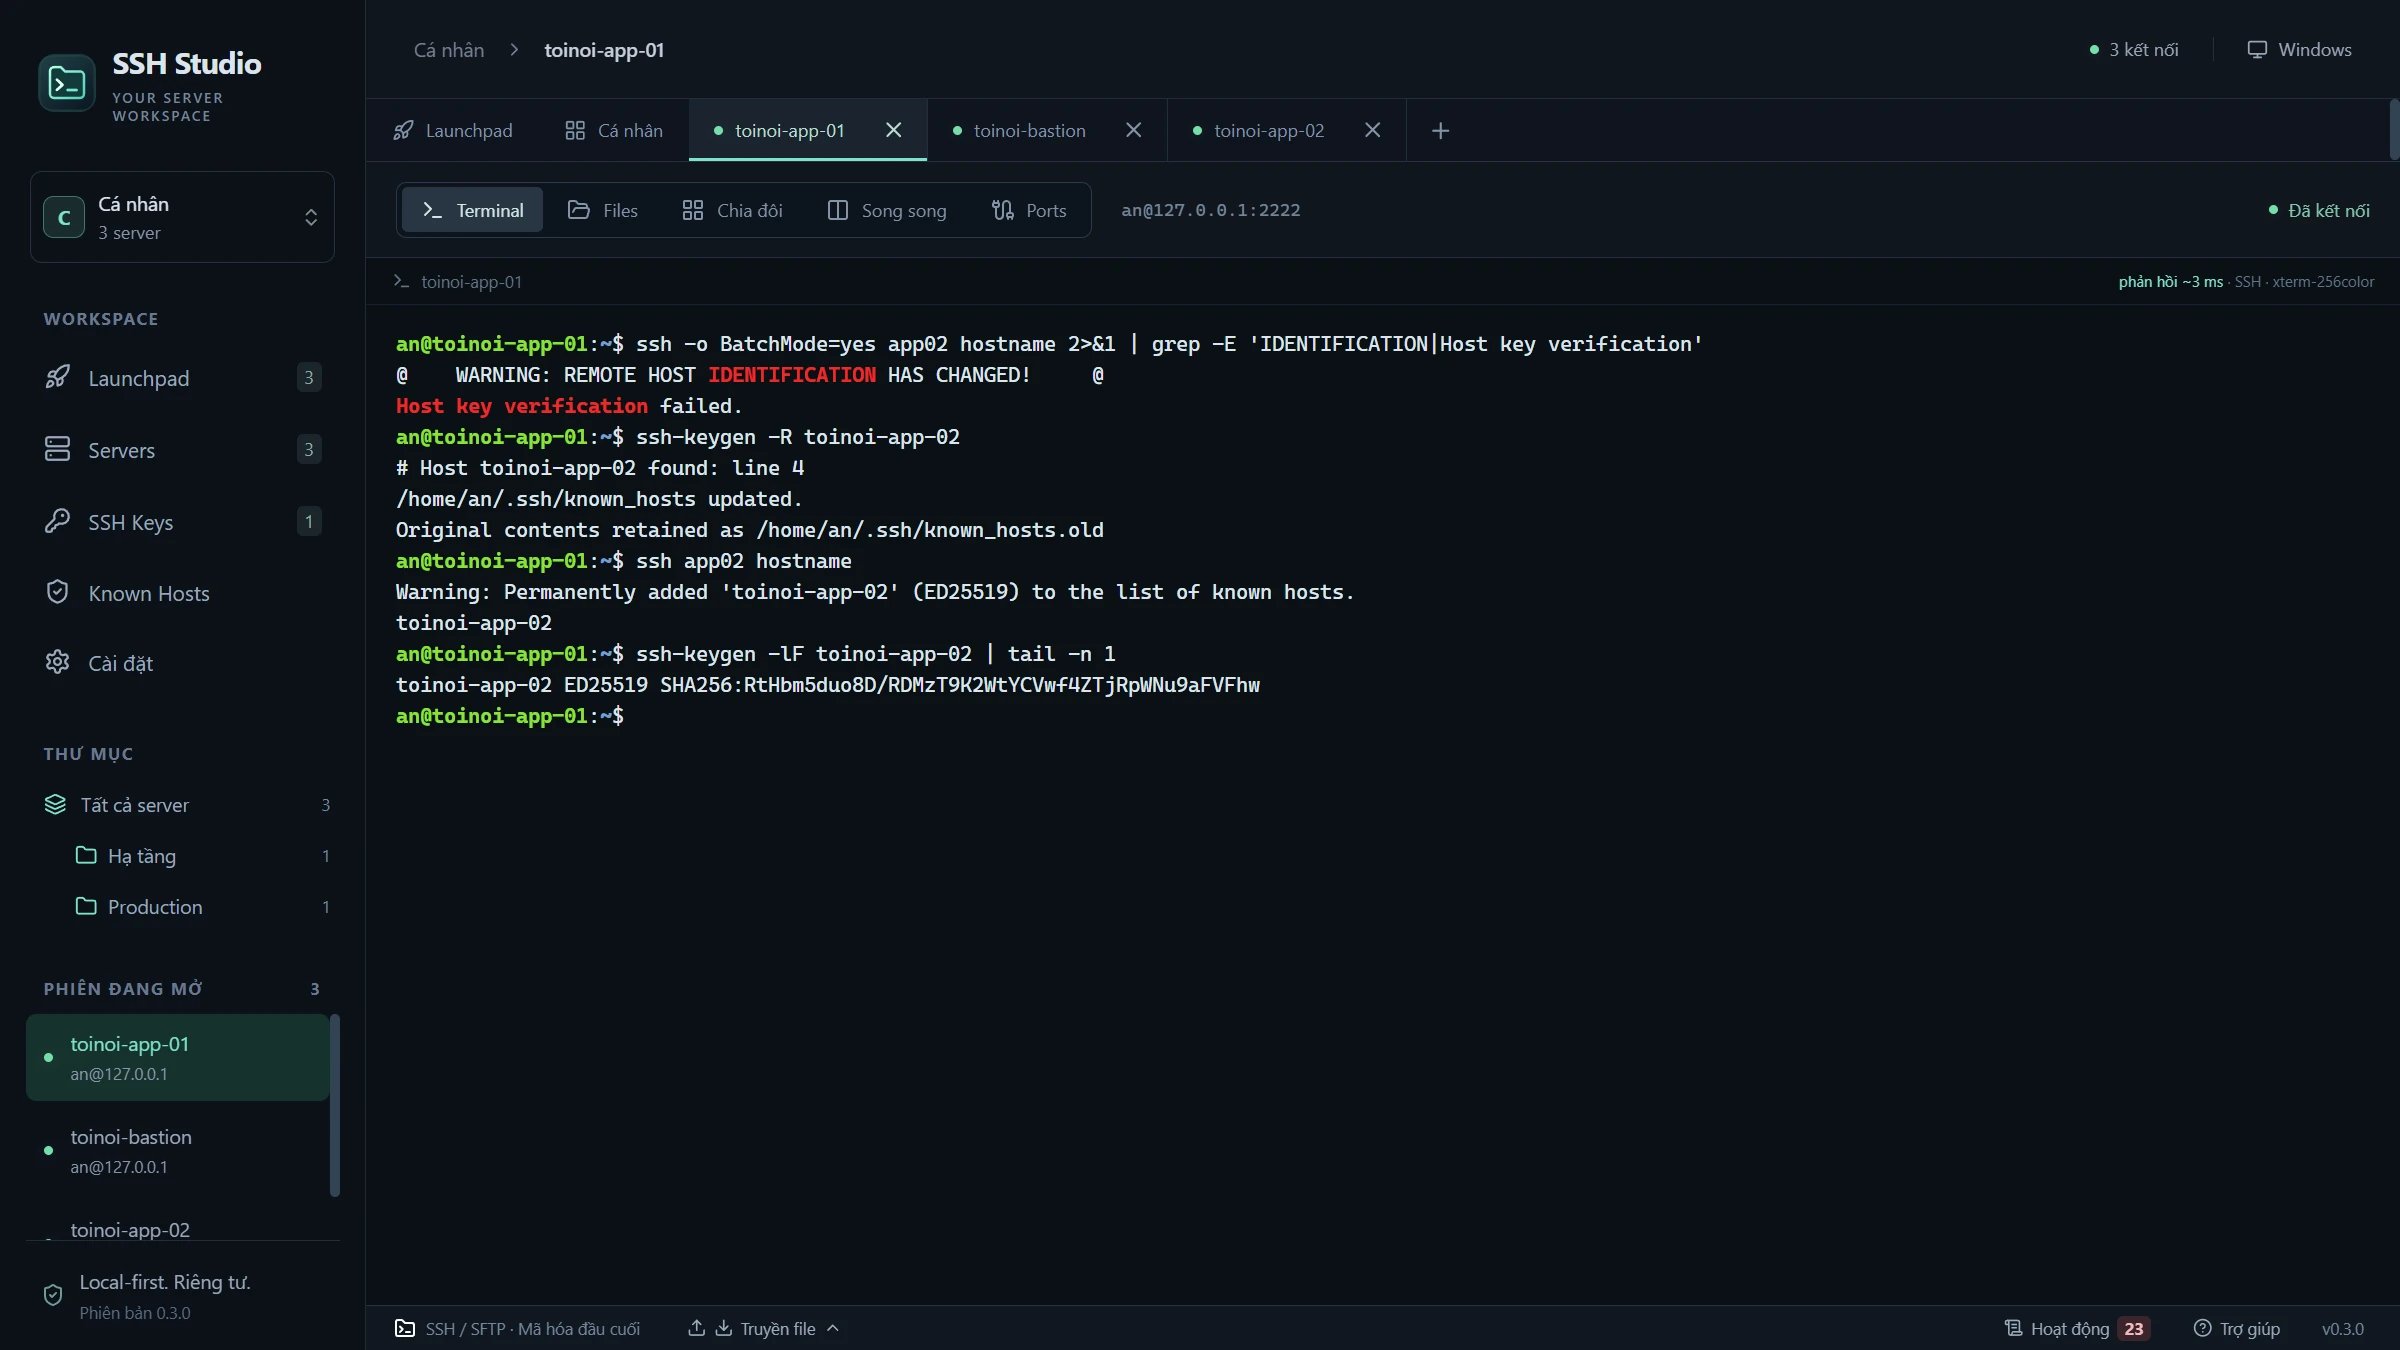 SSH Studio
YOUR SERVER
WORKSPACE
C
Cá nhân
3 server
WORKSPACE
Launchpad 3
Servers 3
SSH Keys 1
Known Hosts
Cài đặt
THƯ MỤC
Tất cả server 3
Hạ tầng 1
Production 1
PHIÊN ĐANG MỞ 3
toinoi-app-01
an@127.0.0.1
toinoi-bastion
an@127.0.0.1
toinoi-app-02
Local-first. Riêng tư.
Phiên bản 0.3.0
Cá nhân > toinoi-app-01
3 kết nối
Windows
Launchpad
Cá nhân
toinoi-app-01
toinoi-bastion
toinoi-app-02
Terminal
Files
Chia đôi
Song song
Ports
an@127.0.0.1:2222
Đã kết nối
toinoi-app-01
phản hồi ~3 ms · SSH · xterm-256color
an@toinoi-app-01:~$ ssh -o BatchMode=yes app02 hostname 2>&1 | grep -E 'IDENTIFICATION|Host key verification'
@    WARNING: REMOTE HOST IDENTIFICATION HAS CHANGED!     @
Host key verification failed.
an@toinoi-app-01:~$ ssh-keygen -R toinoi-app-02
# Host toinoi-app-02 found: line 4
/home/an/.ssh/known_hosts updated.
Original contents retained as /home/an/.ssh/known_hosts.old
an@toinoi-app-01:~$ ssh app02 hostname
Warning: Permanently added 'toinoi-app-02' (ED25519) to the list of known hosts.
toinoi-app-02
an@toinoi-app-01:~$ ssh-keygen -lF toinoi-app-02 | tail -n 1
toinoi-app-02 ED25519 SHA256:RtHbm5duo8D/RDMzT9K2WtYCVwf4ZTjRpWNu9aFVFhw
an@toinoi-app-01:~$
SSH / SFTP · Mã hóa đầu cuối
Truyền file
Hoạt động 23
Trợ giúp
v0.3.0